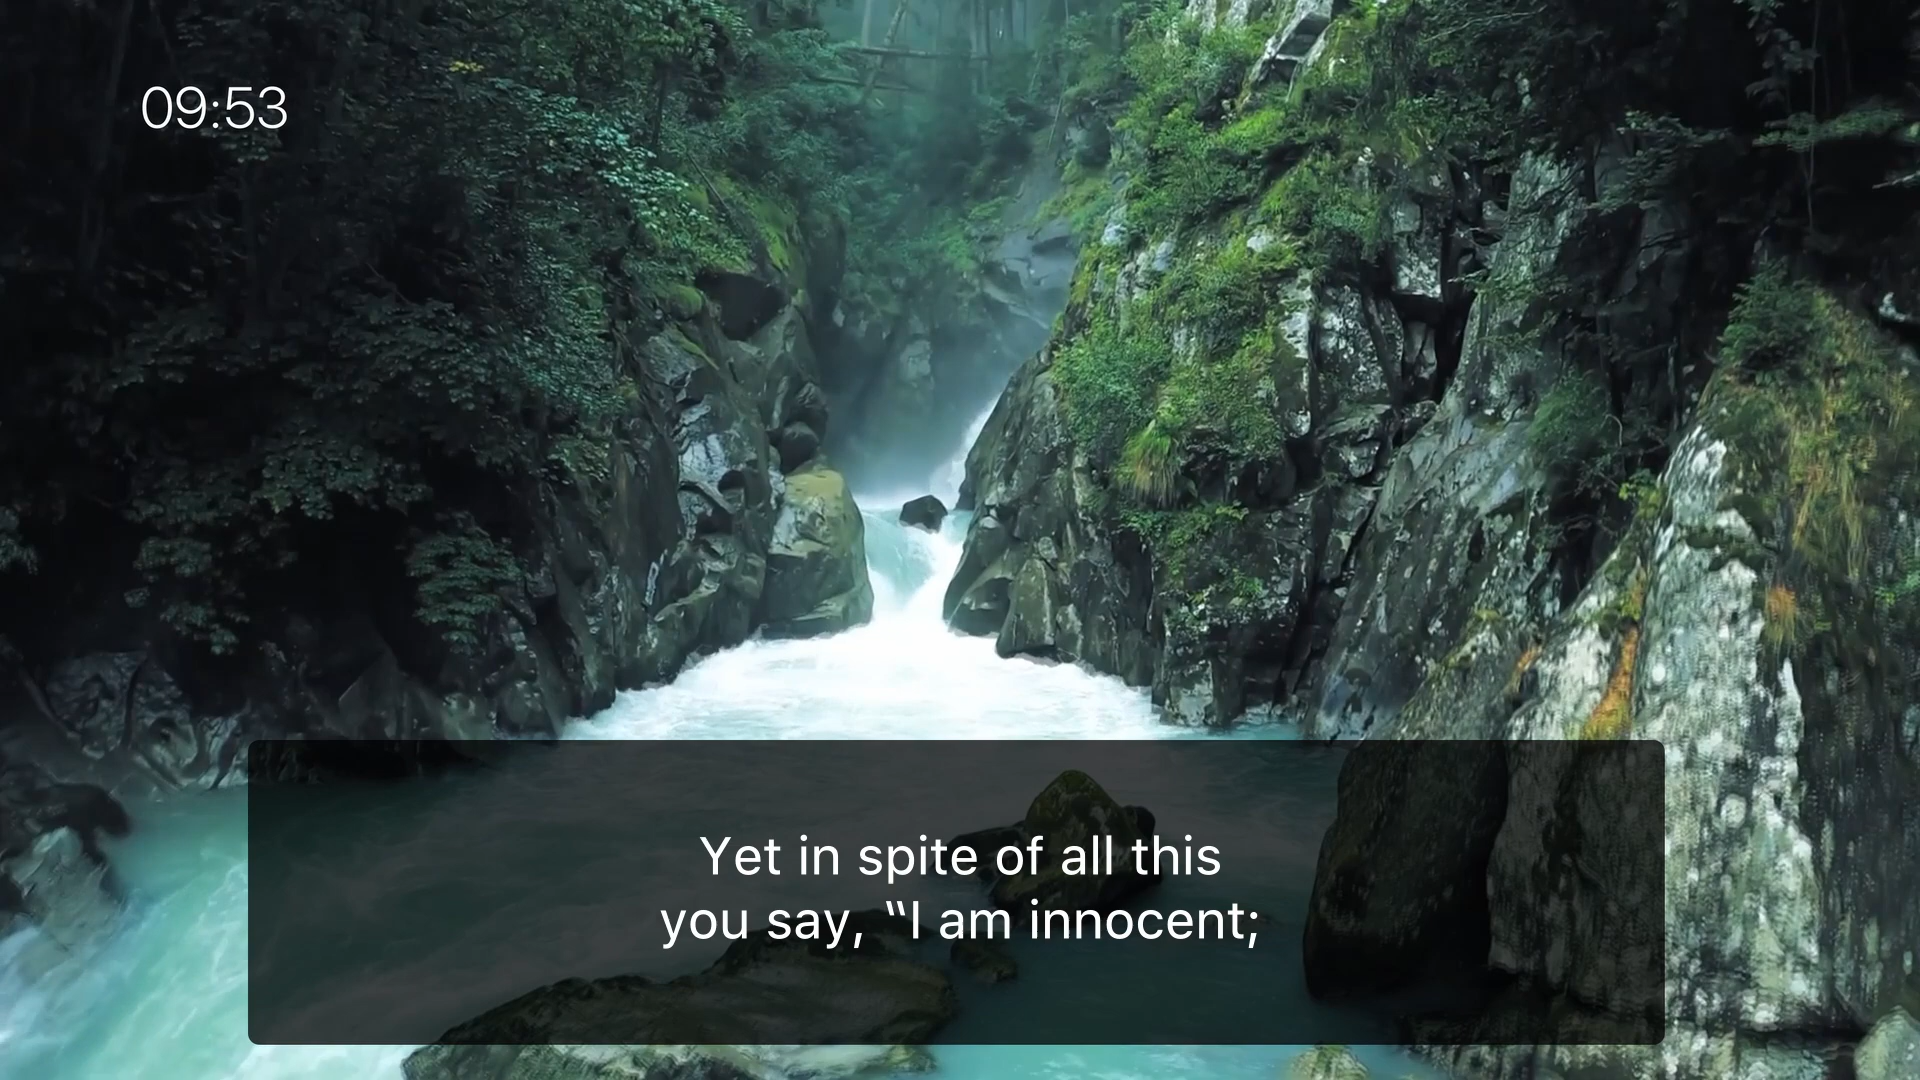 09:53
Yet in spite of all this
you say, “I am innocent;